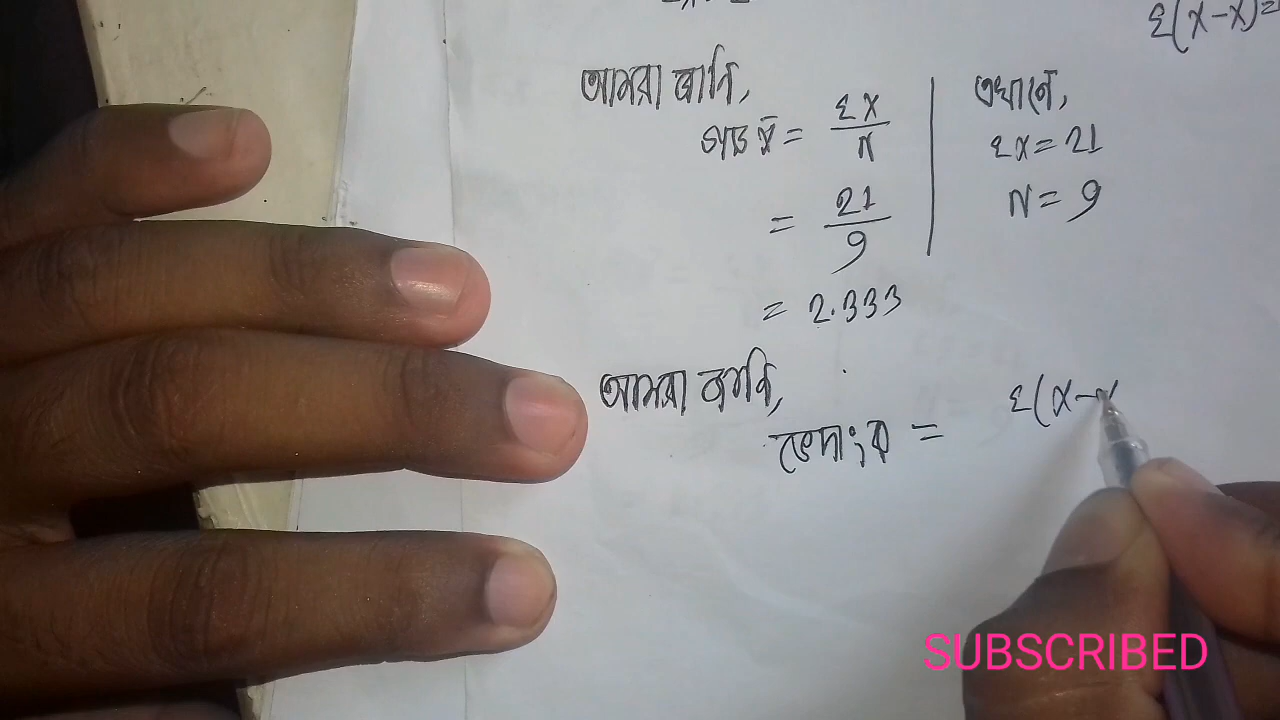 Σ(X-X)=
আমরা জানি,
গড় x̄ = ΣX / N
= 21 / 9
= 2.333
এখানে,
ΣX = 21
N = 9
আমরা জানি,
ভেদাংক =
Σ(X-
SUBSCRIBED